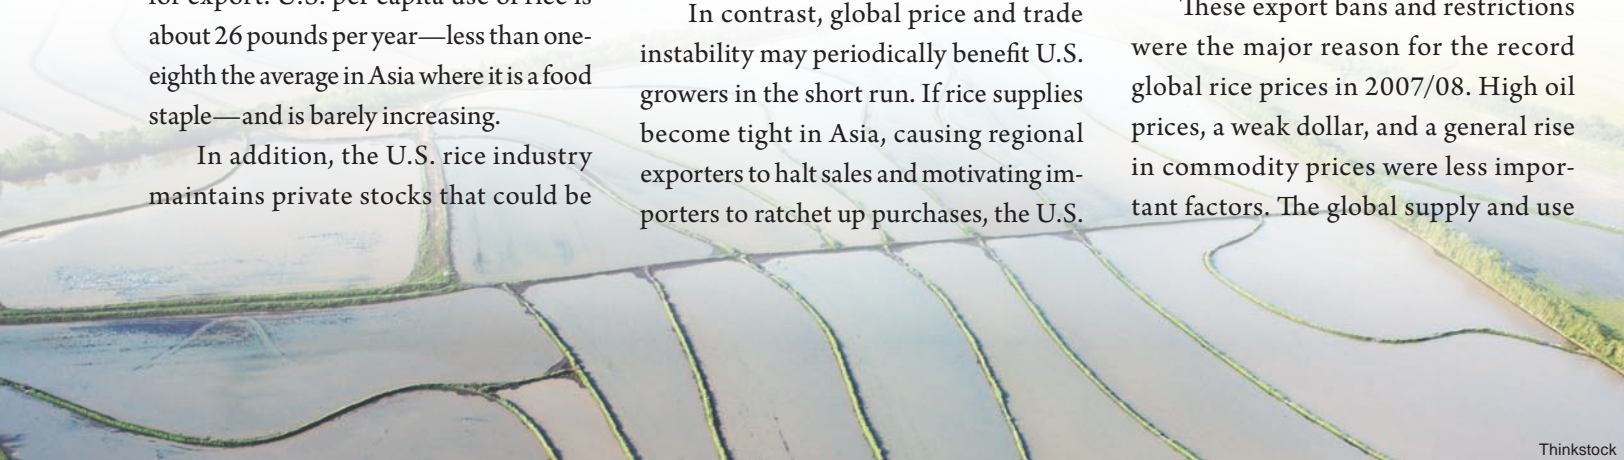 for export. U.S. per capita use of rice is
about 26 pounds per year—less than one-
eighth the average in Asia where it is a food
staple—and is barely increasing.
In addition, the U.S. rice industry
maintains private stocks that could be
In contrast, global price and trade
instability may periodically benefit U.S.
growers in the short run. If rice supplies
become tight in Asia, causing regional
exporters to halt sales and motivating im-
porters to ratchet up purchases, the U.S.
These export bans and restrictions
were the major reason for the record
global rice prices in 2007/08. High oil
prices, a weak dollar, and a general rise
in commodity prices were less impor-
tant factors. The global supply and use
Thinkstock